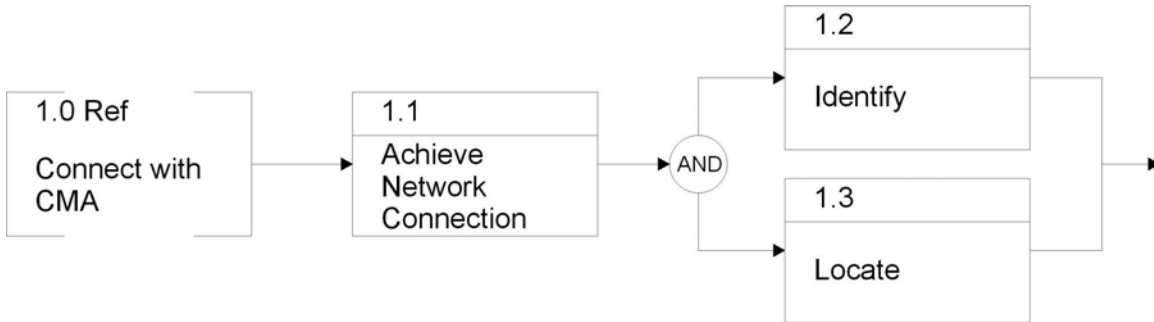 1.0 Ref
Connect with
CMA
1.1
Achieve
Network
Connection
AND
1.2
Identify
1.3
Locate